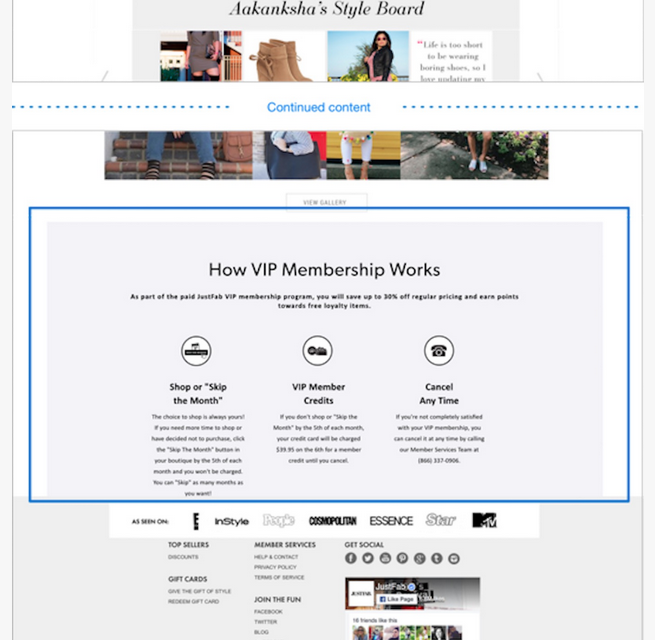 Aakanksha's Style Board
"Life is too short
to be wearing
boring shoes, so I
love updating my
Continued content
VIEW GALLERY
How VIP Membership Works
As part of the paid JustFab VIP membership program, you will save up to 30% off regular pricing and earn points
towards free loyalty items.
Shop or "Skip
the Month"
The choice to shop is always yours!
If you need more time to shop or
have decided not to purchase, click
the "Skip The Month" button in
your boutique by the 5th of each
month and you won't be charged.
You can "Skip" as many months as
you want!
VIP Member
Credits
If you don't shop or "Skip the
Month" by the 5th of each month,
your credit card will be charged
$39.95 on the 6th for a member
credit until you cancel.
Cancel
Any Time
If you're not completely satisfied
with your VIP membership, you
can cancel it at any time by calling
our Member Services Team at
(866) 337-0906.
AS SEEN ON: E InStyle People COSMOPOLITAN ESSENCE Star MTV
TOP SELLERS
DISCOUNTS
GIFT CARDS
GIVE THE GIFT OF STYLE
REDEEM GIFT CARD
MEMBER SERVICES
HELP & CONTACT
PRIVACY POLICY
TERMS OF SERVICE
JOIN THE FUN
FACEBOOK
TWITTER
BLOG
GET SOCIAL
JUSTFAB
JustFab
Like Page
16 friends like this